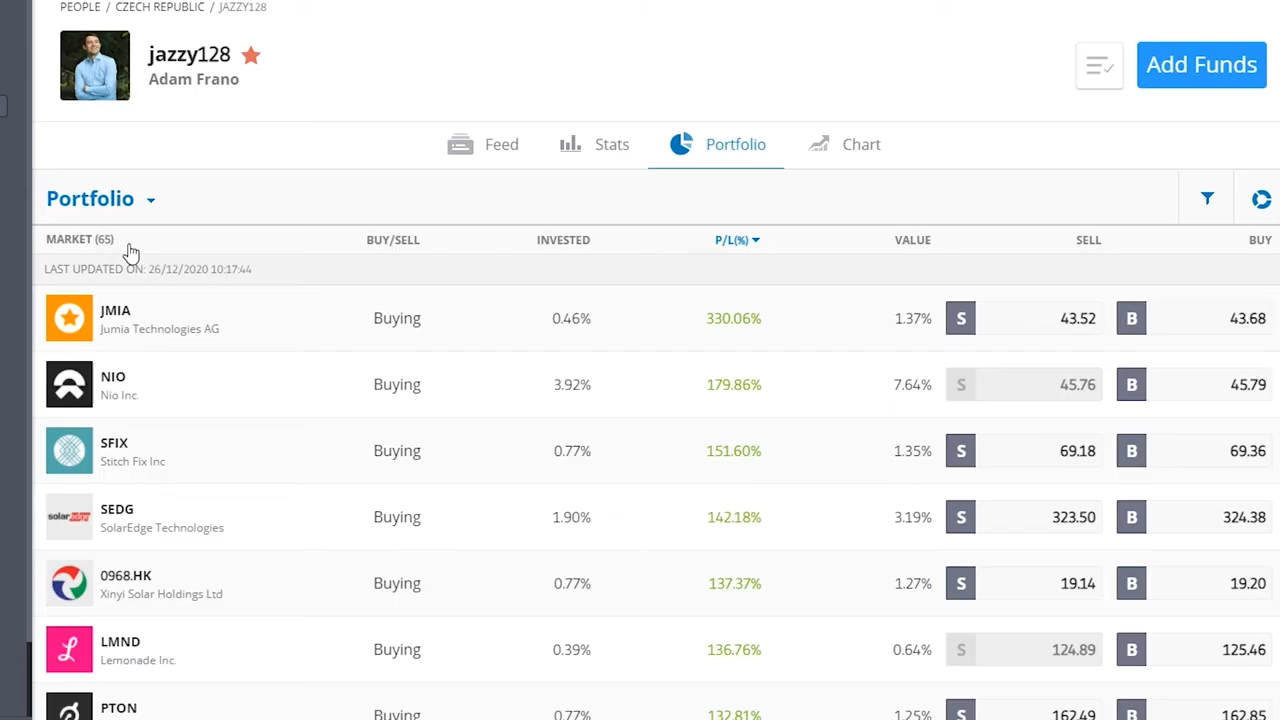 PEOPLE / CZECH REPUBLIC / JAZZY128
jazzy128
Adam Frano
Add Funds
Feed Stats Portfolio Chart
Portfolio
MARKET (65) BUY/SELL INVESTED P/L(%) VALUE SELL BUY
LAST UPDATED ON: 26/12/2020 10:17:44
JMIA
Jumia Technologies AG
Buying 0.46% 330.06% 1.37% S 43.52 B 43.68
NIO
Nio Inc.
Buying 3.92% 179.86% 7.64% S 45.76 B 45.79
SFIX
Stitch Fix Inc
Buying 0.77% 151.60% 1.35% S 69.18 B 69.36
solaredge
SEDG
SolarEdge Technologies
Buying 1.90% 142.18% 3.19% S 323.50 B 324.38
0968.HK
Xinyi Solar Holdings Ltd
Buying 0.77% 137.37% 1.27% S 19.14 B 19.20
LMND
Lemonade Inc.
Buying 0.39% 136.76% 0.64% S 124.89 B 125.46
PTON
Buying 0.77% 132.81% 1.25% S 162.49 B 162.85